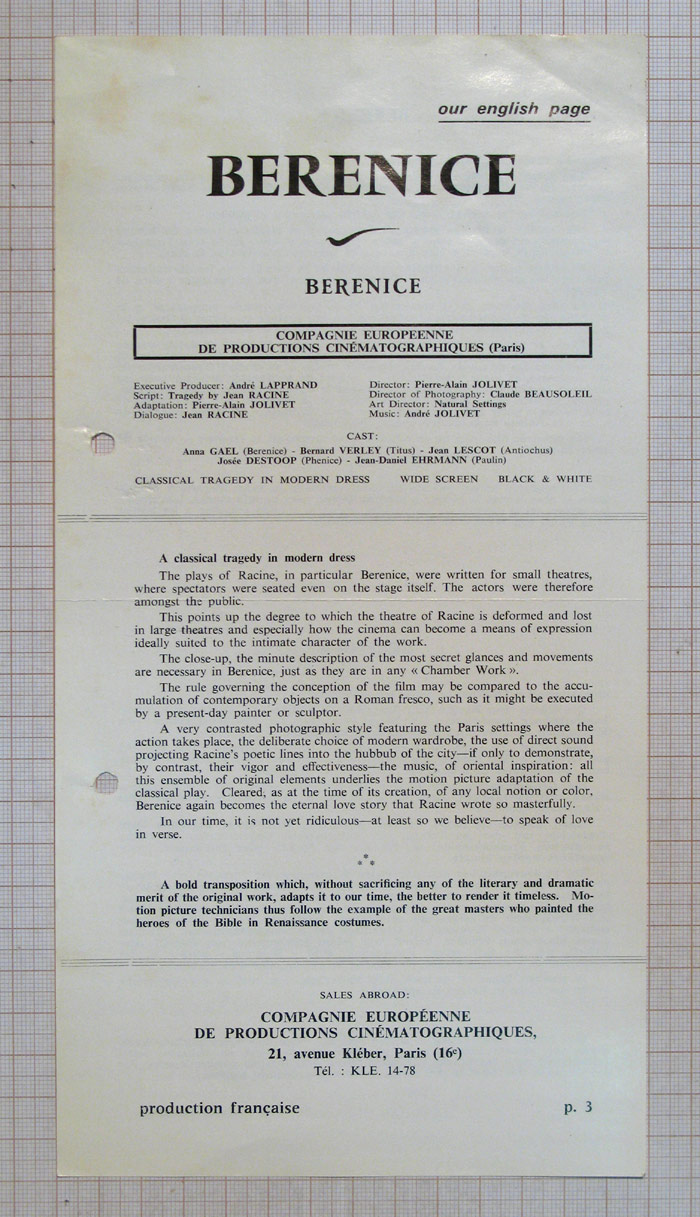 our english page
BERENICE
BERENICE
COMPAGNIE EUROPEENNE
DE PRODUCTIONS CINÉMATOGRAPHIQUES (Paris)
Executive Producer: André LAPPRAND
Script: Tragedy by Jean RACINE
Adaptation: Pierre-Alain JOLIVET
Dialogue: Jean RACINE
Director: Pierre-Alain JOLIVET
Director of Photography: Claude BEAUSOLEIL
Art Director: Natural Settings
Music: André JOLIVET
CAST:
Anna GAEL (Berenice) - Bernard VERLEY (Titus) - Jean LESCOT (Antiochus)
Josée DESTOOP (Phenice) - Jean-Daniel EHRMANN (Paulin)
CLASSICAL TRAGEDY IN MODERN DRESS WIDE SCREEN BLACK & WHITE
A classical tragedy in modern dress
The plays of Racine, in particular Berenice, were written for small theatres,
where spectators were seated even on the stage itself. The actors were therefore
amongst the public.
This points up the degree to which the theatre of Racine is deformed and lost
in large theatres and especially how the cinema can become a means of expression
ideally suited to the intimate character of the work.
The close-up, the minute description of the most secret glances and movements
are necessary in Berenice, just as they are in any « Chamber Work ».
The rule governing the conception of the film may be compared to the accu-
mulation of contemporary objects on a Roman fresco, such as it might be executed
by a present-day painter or sculptor.
A very contrasted photographic style featuring the Paris settings where the
action takes place, the deliberate choice of modern wardrobe, the use of direct sound
projecting Racine's poetic lines into the hubbub of the city—if only to demonstrate,
by contrast, their vigor and effectiveness—the music, of oriental inspiration: all
this ensemble of original elements underlies the motion picture adaptation of the
classical play. Cleared, as at the time of its creation, of any local notion or color,
Berenice again becomes the eternal love story that Racine wrote so masterfully.
In our time, it is not yet ridiculous—at least so we believe—to speak of love
in verse.
***
A bold transposition which, without sacrificing any of the literary and dramatic
merit of the original work, adapts it to our time, the better to render it timeless. Mo-
tion picture technicians thus follow the example of the great masters who painted the
heroes of the Bible in Renaissance costumes.
SALES ABROAD:
COMPAGNIE EUROPÉENNE
DE PRODUCTIONS CINÉMATOGRAPHIQUES,
21, avenue Kléber, Paris (16ᵉ)
Tél. : KLE. 14-78
production française p. 3